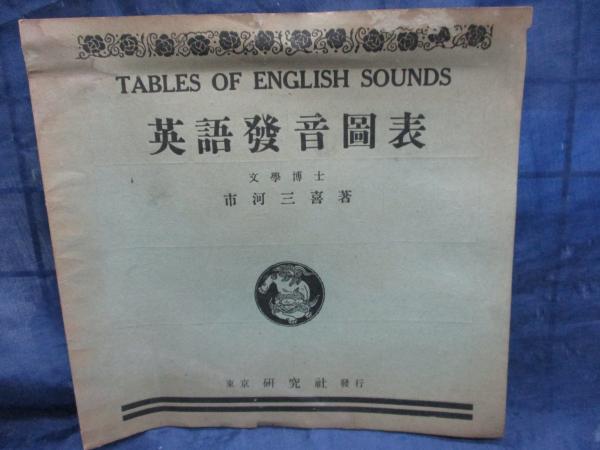 TABLES OF ENGLISH SOUNDS
英語發音圖表
文學博士
市河三喜著
東京 研究社 發行